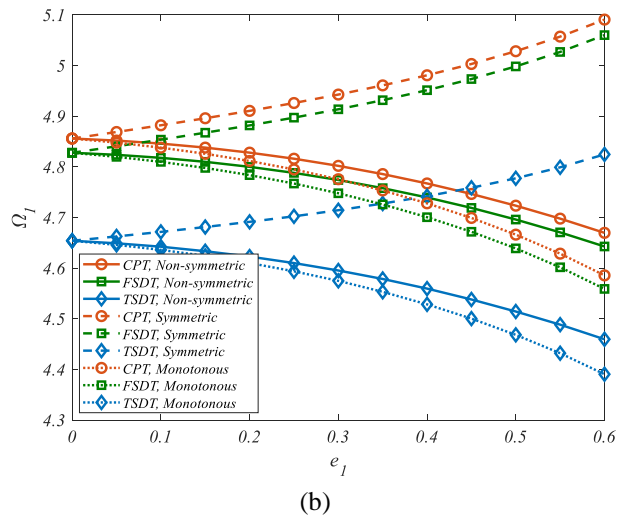 5.1
5
4.9
4.8
4.7
4.6
4.5
4.4
4.3
Ω_1
CPT, Non-symmetric
FSDT, Non-symmetric
TSDT, Non-symmetric
CPT, Symmetric
FSDT, Symmetric
TSDT, Symmetric
CPT, Monotonous
FSDT, Monotonous
TSDT, Monotonous
0 0.1 0.2 0.3 0.4 0.5 0.6
e_1
(b)